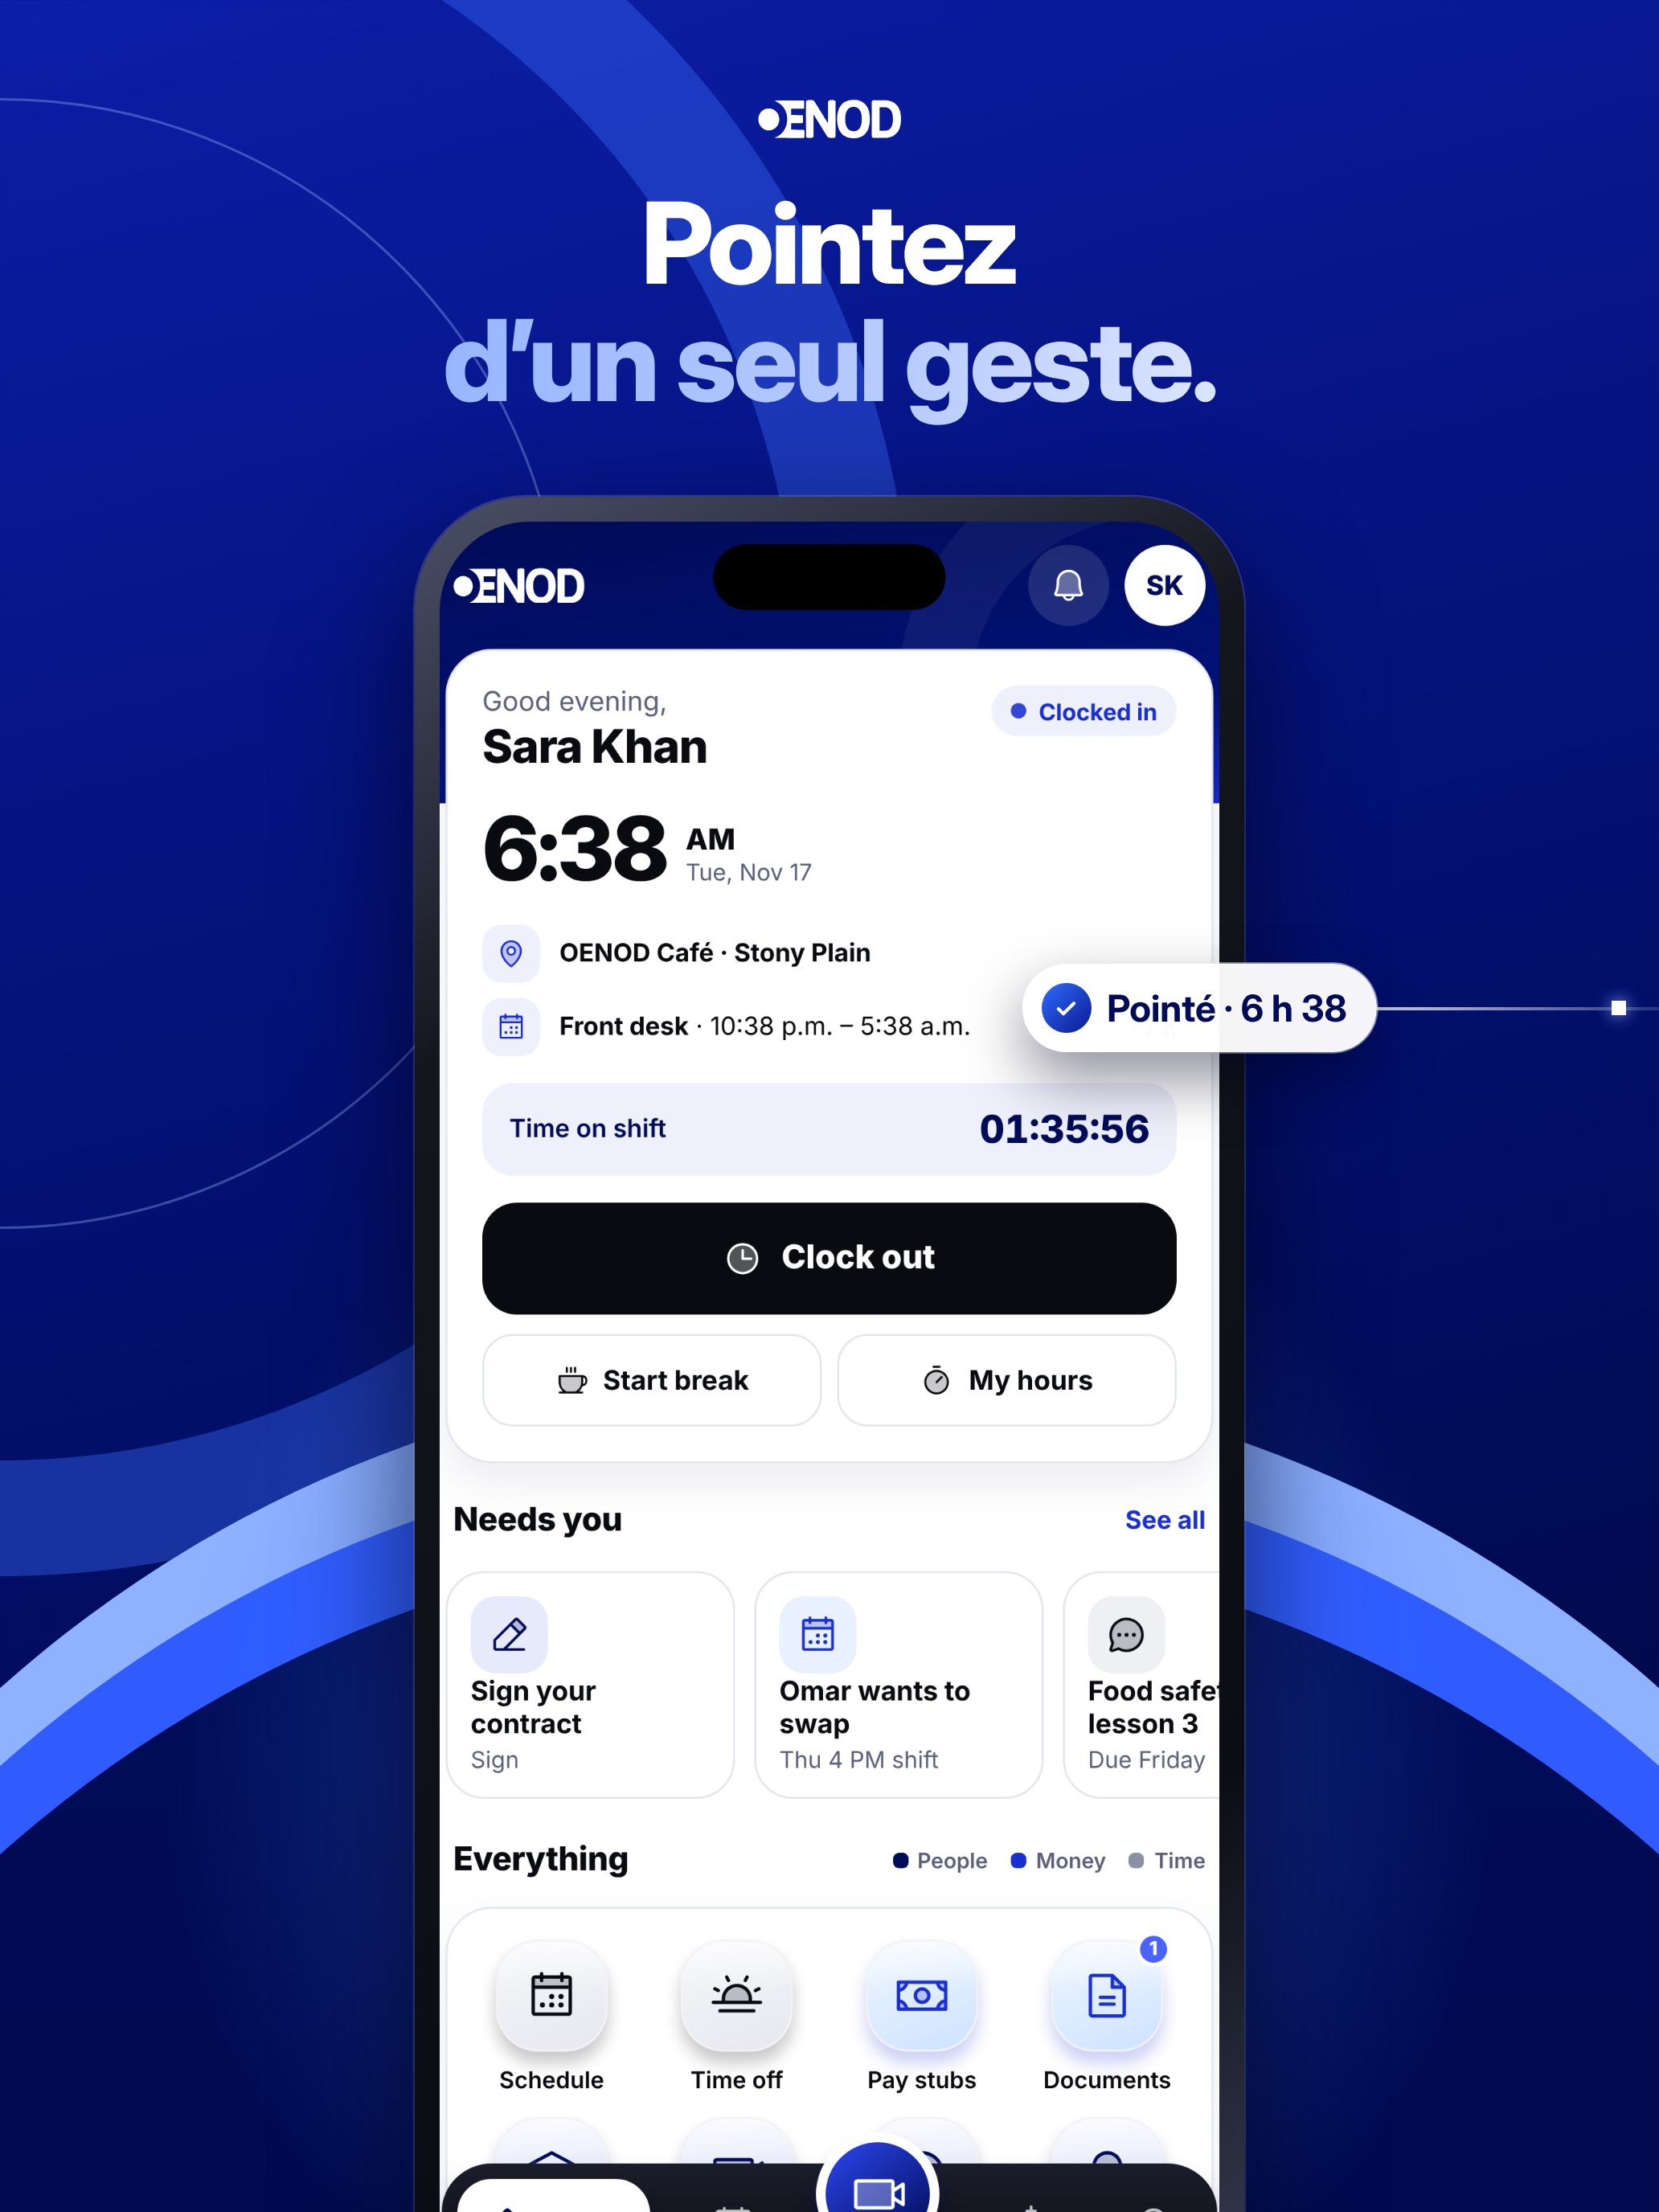 OENOD
Pointez
d’un seul geste.
OENOD
SK
Good evening,
Sara Khan
Clocked in
6:38 AM
Tue, Nov 17
OENOD Café · Stony Plain
Pointé · 6 h 38
Front desk · 10:38 p.m. – 5:38 a.m.
Time on shift 01:35:56
Clock out
Start break
My hours
Needs you
See all
Sign your
contract
Sign
Omar wants to
swap
Thu 4 PM shift
Food safet
lesson 3
Due Friday
Everything
People
Money
Time
1
Schedule
Time off
Pay stubs
Documents